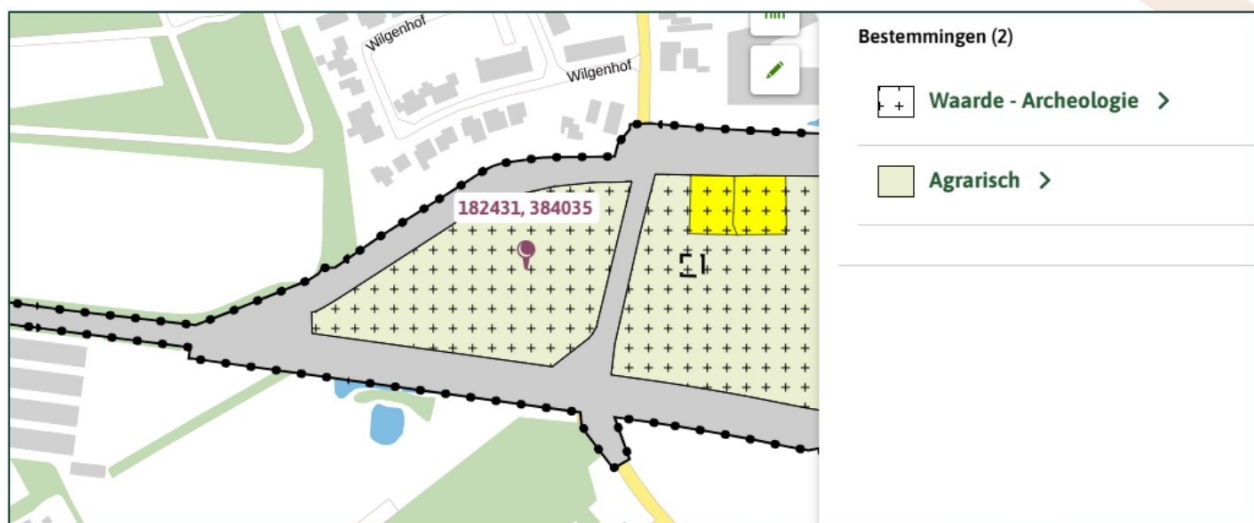 Wilgenhof
Wilgenhof
182431, 384035
Bestemmingen (2)
Waarde - Archeologie
Agrarisch